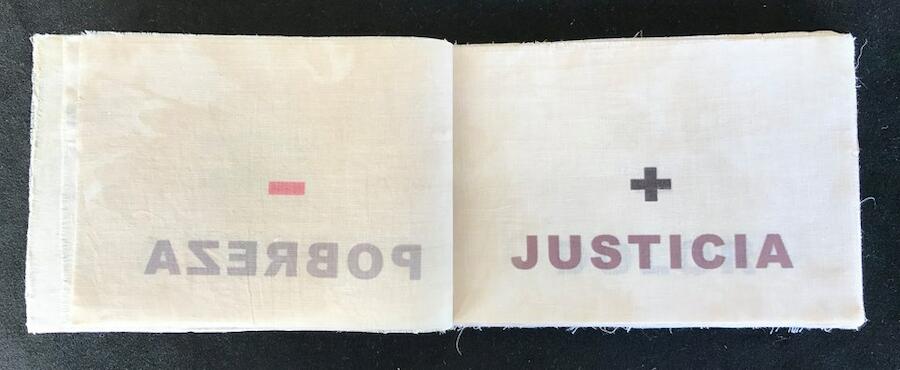 -
POBREZA
+
JUSTICIA